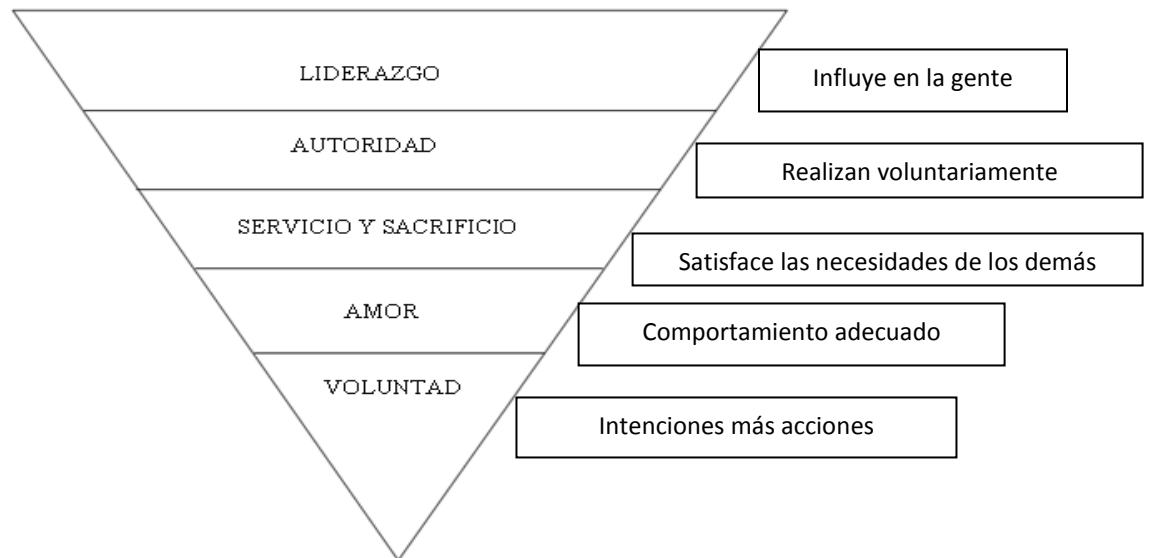 LIDERAZGO
Influye en la gente
AUTORIDAD
Realizan voluntariamente
SERVICIO Y SACRIFICIO
Satisface las necesidades de los demás
AMOR
Comportamiento adecuado
VOLUNTAD
Intenciones más acciones